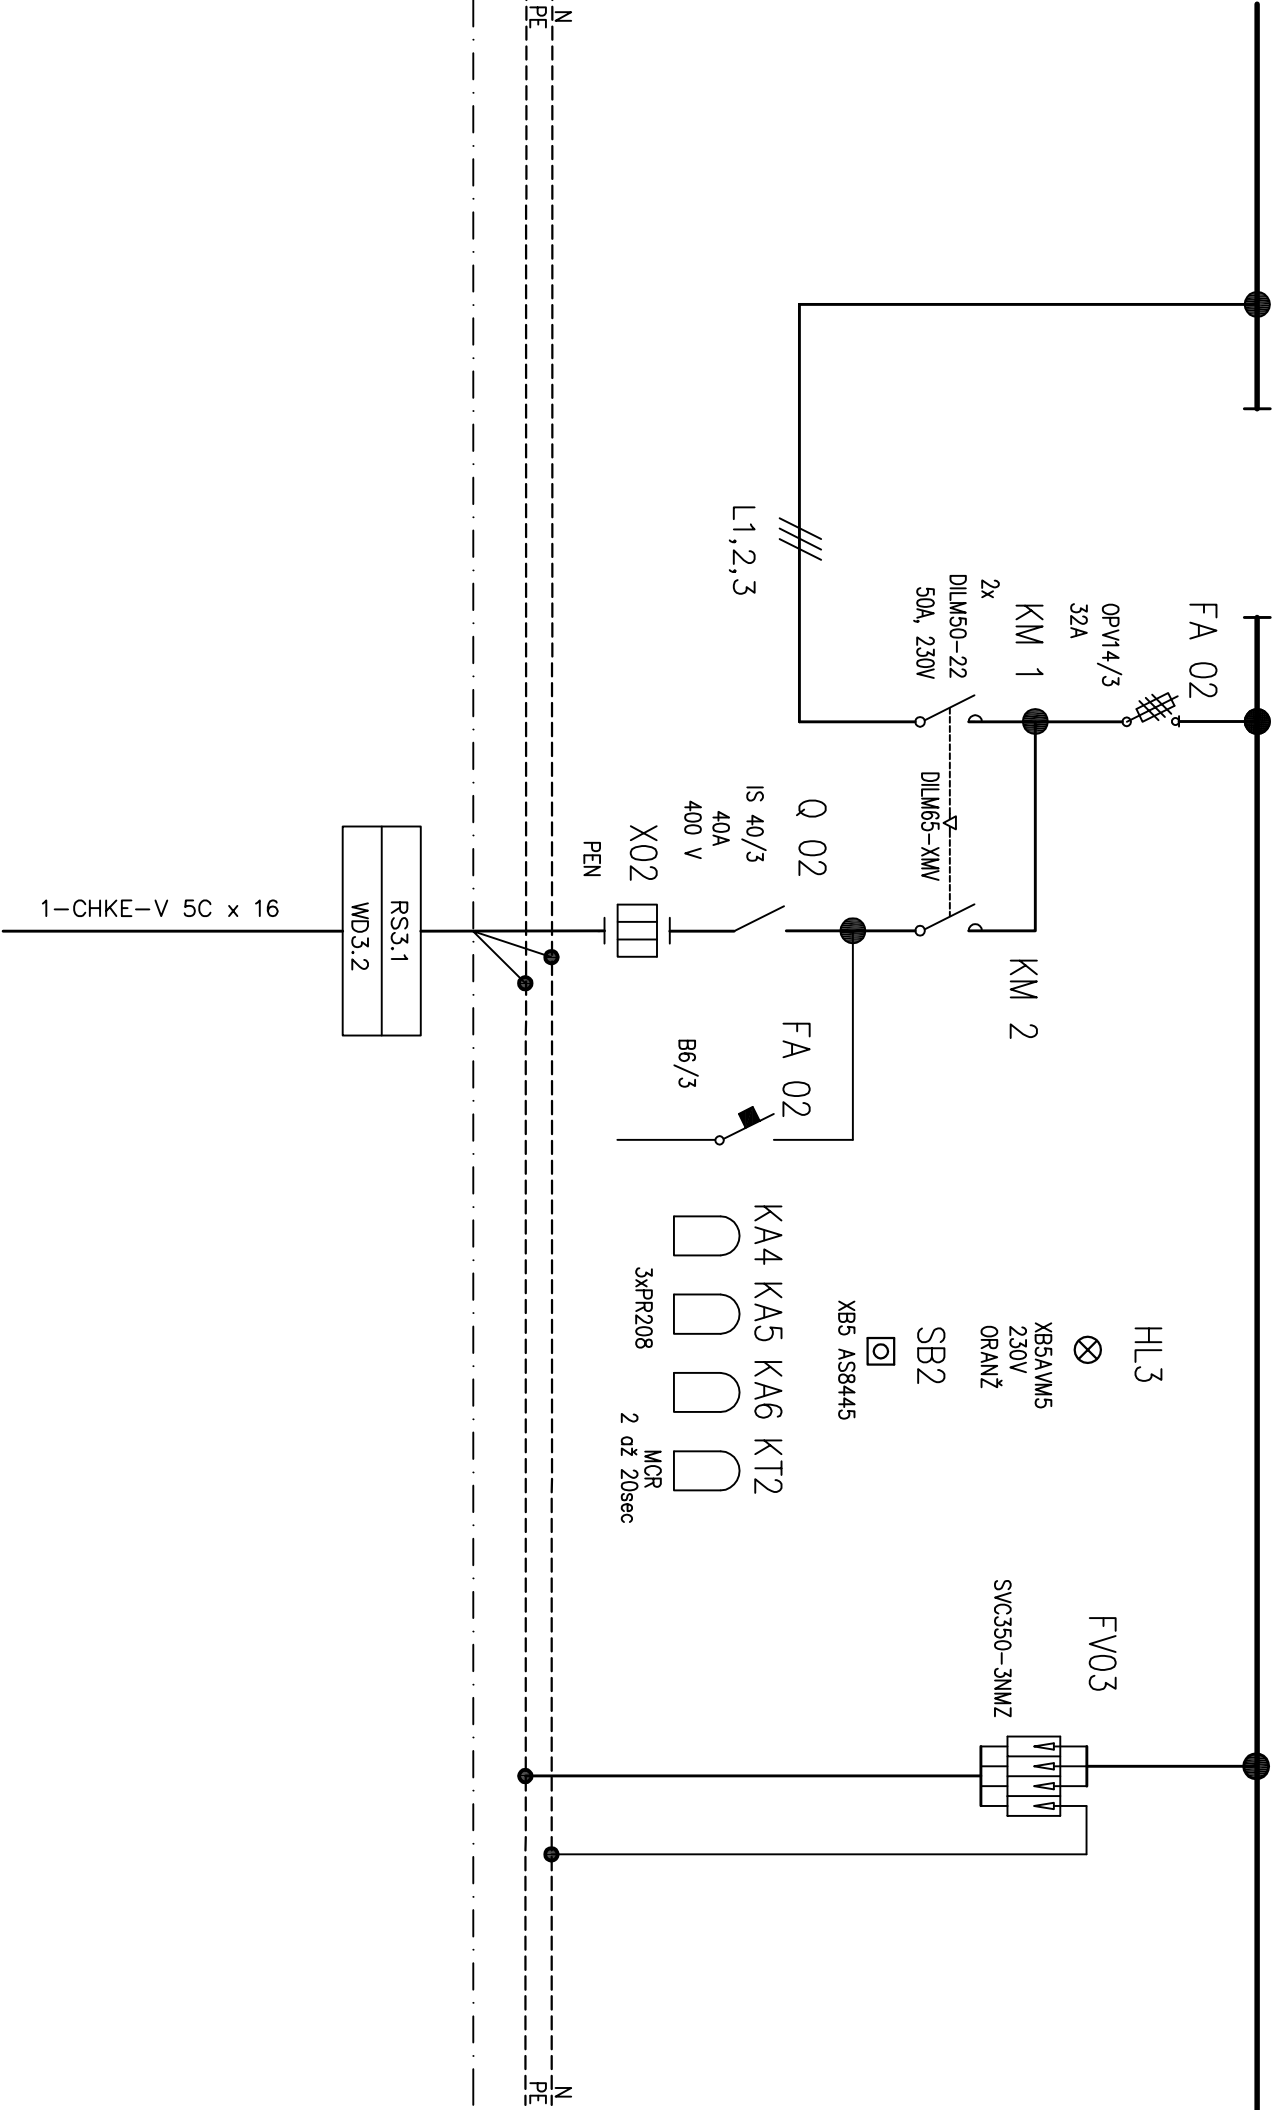 N
PE
L1,2,3
FA 02
OPV14/3
32A
KM 1
2x
DILM50-22
50A, 230V
DILM65-XMV
KM 2
Q 02
IS 40/3
40A
400 V
X02
PEN
FA 02
B6/3
RS3.1
WD3.2
1-CHKE-V 5C x 16
HL3
XB5AVM5
230V
ORANŽ
SB2
XB5 AS8445
KA4 KA5 KA6 KT2
3xPR208
MCR
2 až 20sec
FV03
SVC350-3NMZ
N
PE